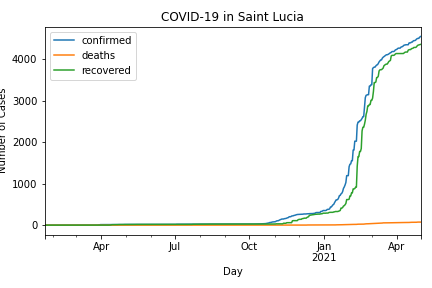 COVID-19 in Saint Lucia
confirmed
deaths
recovered
4000
3000
2000
1000
0
Number of Cases
Apr
Jul
Oct
Jan
2021
Apr
Day